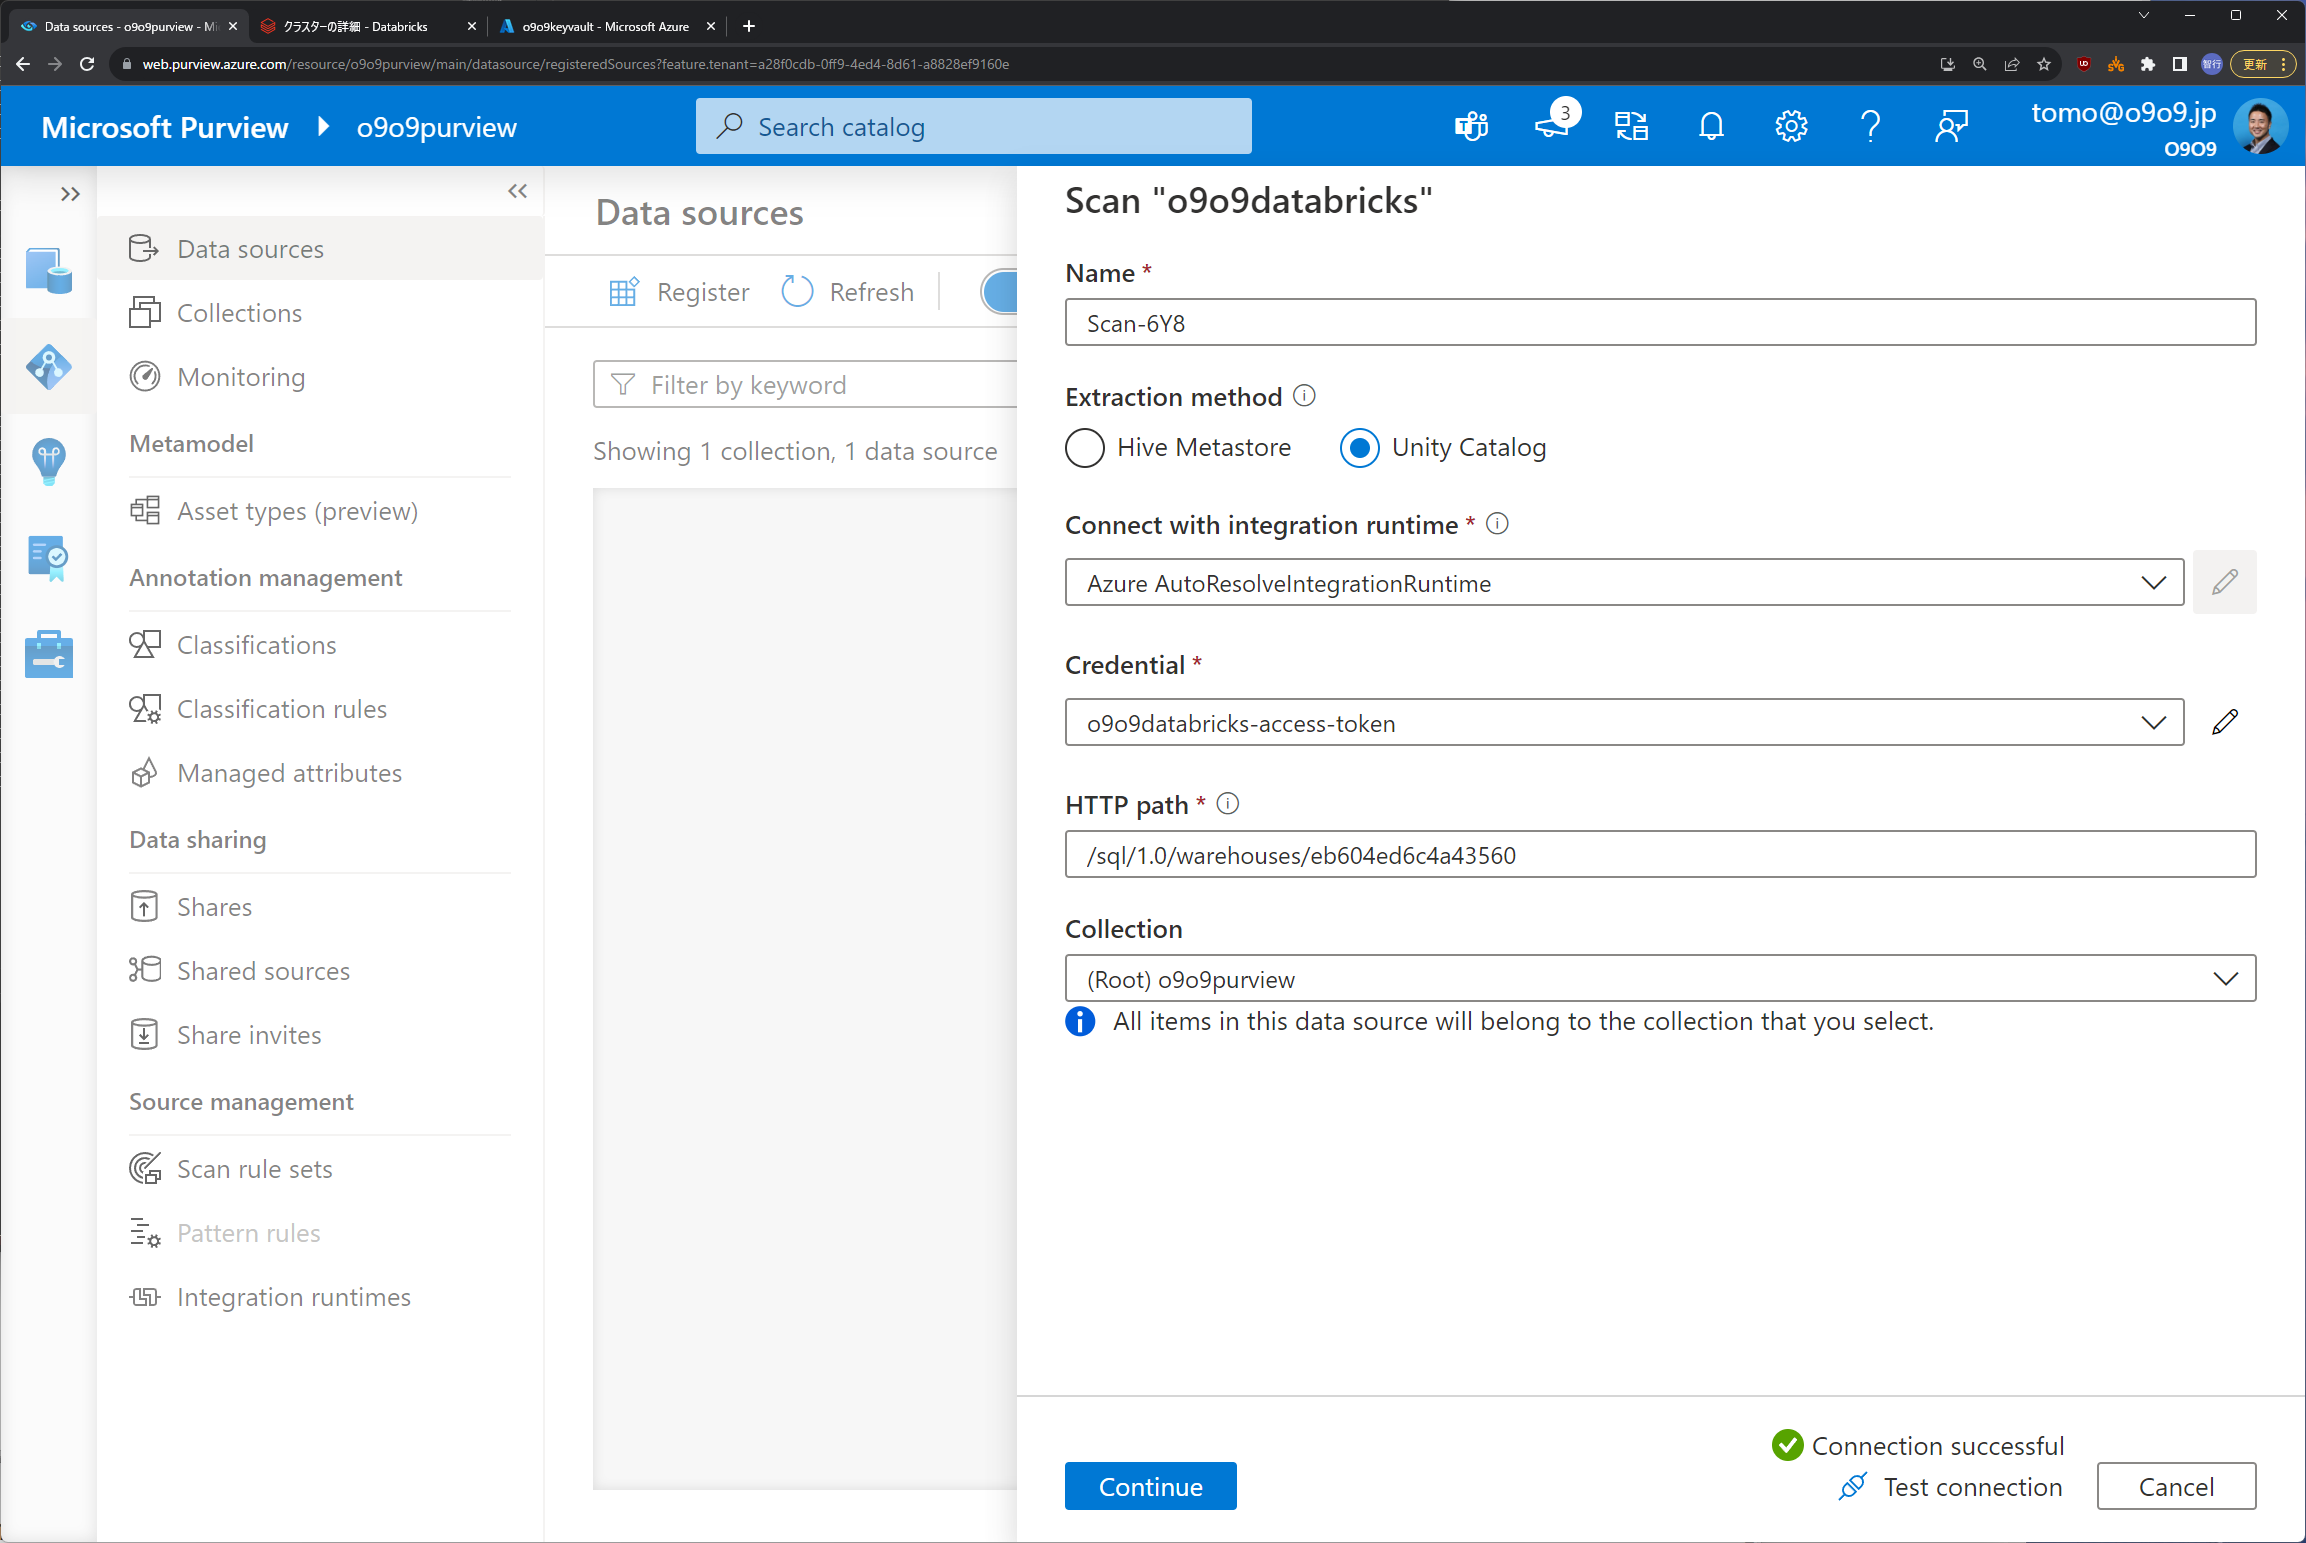 Data sources - o9o9purview - Mi
クラスターの詳細 - Databricks
o9o9keyvault - Microsoft Azure
web.purview.azure.com/resource/o9o9purview/main/datasource/registeredSources?feature.tenant=a28f0cdb-0ff9-4ed4-8d61-a8828ef9160e
智行
更新
Microsoft Purview
o9o9purview
Search catalog
3
tomo@o9o9.jp
O9O9
Data sources
Collections
Monitoring
Metamodel
Asset types (preview)
Annotation management
Classifications
Classification rules
Managed attributes
Data sharing
Shares
Shared sources
Share invites
Source management
Scan rule sets
Pattern rules
Integration runtimes
Data sources
Register
Refresh
Filter by keyword
Showing 1 collection, 1 data source
Scan "o9o9databricks"
Name *
Scan-6Y8
Extraction method
Hive Metastore
Unity Catalog
Connect with integration runtime *
Azure AutoResolveIntegrationRuntime
Credential *
o9o9databricks-access-token
HTTP path *
/sql/1.0/warehouses/eb604ed6c4a43560
Collection
(Root) o9o9purview
All items in this data source will belong to the collection that you select.
Connection successful
Continue
Test connection
Cancel